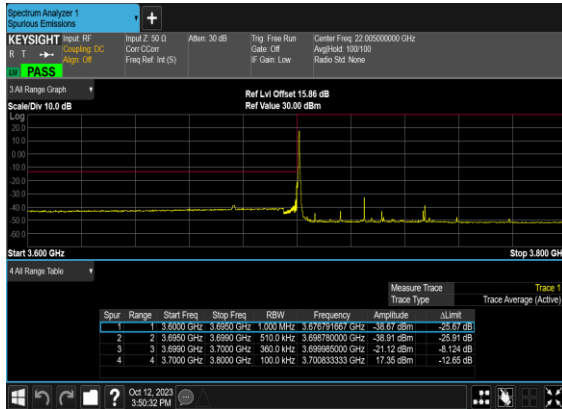 Spectrum Analyzer 1
Spurious Emissions
KEYSIGHT
R T
LV
PASS
Input: RF
Coupling: DC
Align: Off
Input Z: 50 Ω
Corr CCorr
Freq Ref: Int (S)
Atten: 30 dB
Trig: Free Run
Gate: Off
IF Gain: Low
Center Freq: 22.005000000 GHz
Avg|Hold: 100/100
Radio Std: None
3 All Range Graph
Scale/Div 10.0 dB
Ref Lvl Offset 15.86 dB
Ref Value 30.00 dBm
Log
20.0
10.0
0.00
-10.0
-20.0
-30.0
-40.0
-50.0
-60.0
Start 3.600 GHz
Stop 3.800 GH
4 All Range Table
Measure Trace Trace 1
Trace Type Trace Average (Active)
Spur Range Start Freq Stop Freq RBW Frequency Amplitude ΔLimit
1 1 3.6000 GHz 3.6950 GHz 1.000 MHz 3.676791667 GHz -38.67 dBm -25.67 dB
2 2 3.6950 GHz 3.6990 GHz 510.0 kHz 3.698780000 GHz -38.91 dBm -25.91 dB
3 3 3.6990 GHz 3.7000 GHz 360.0 kHz 3.699985000 GHz -21.12 dBm -8.124 dB
4 4 3.7000 GHz 3.8000 GHz 100.0 kHz 3.700833333 GHz 17.35 dBm -12.65 dB
Oct 12, 2023
3:50:32 PM